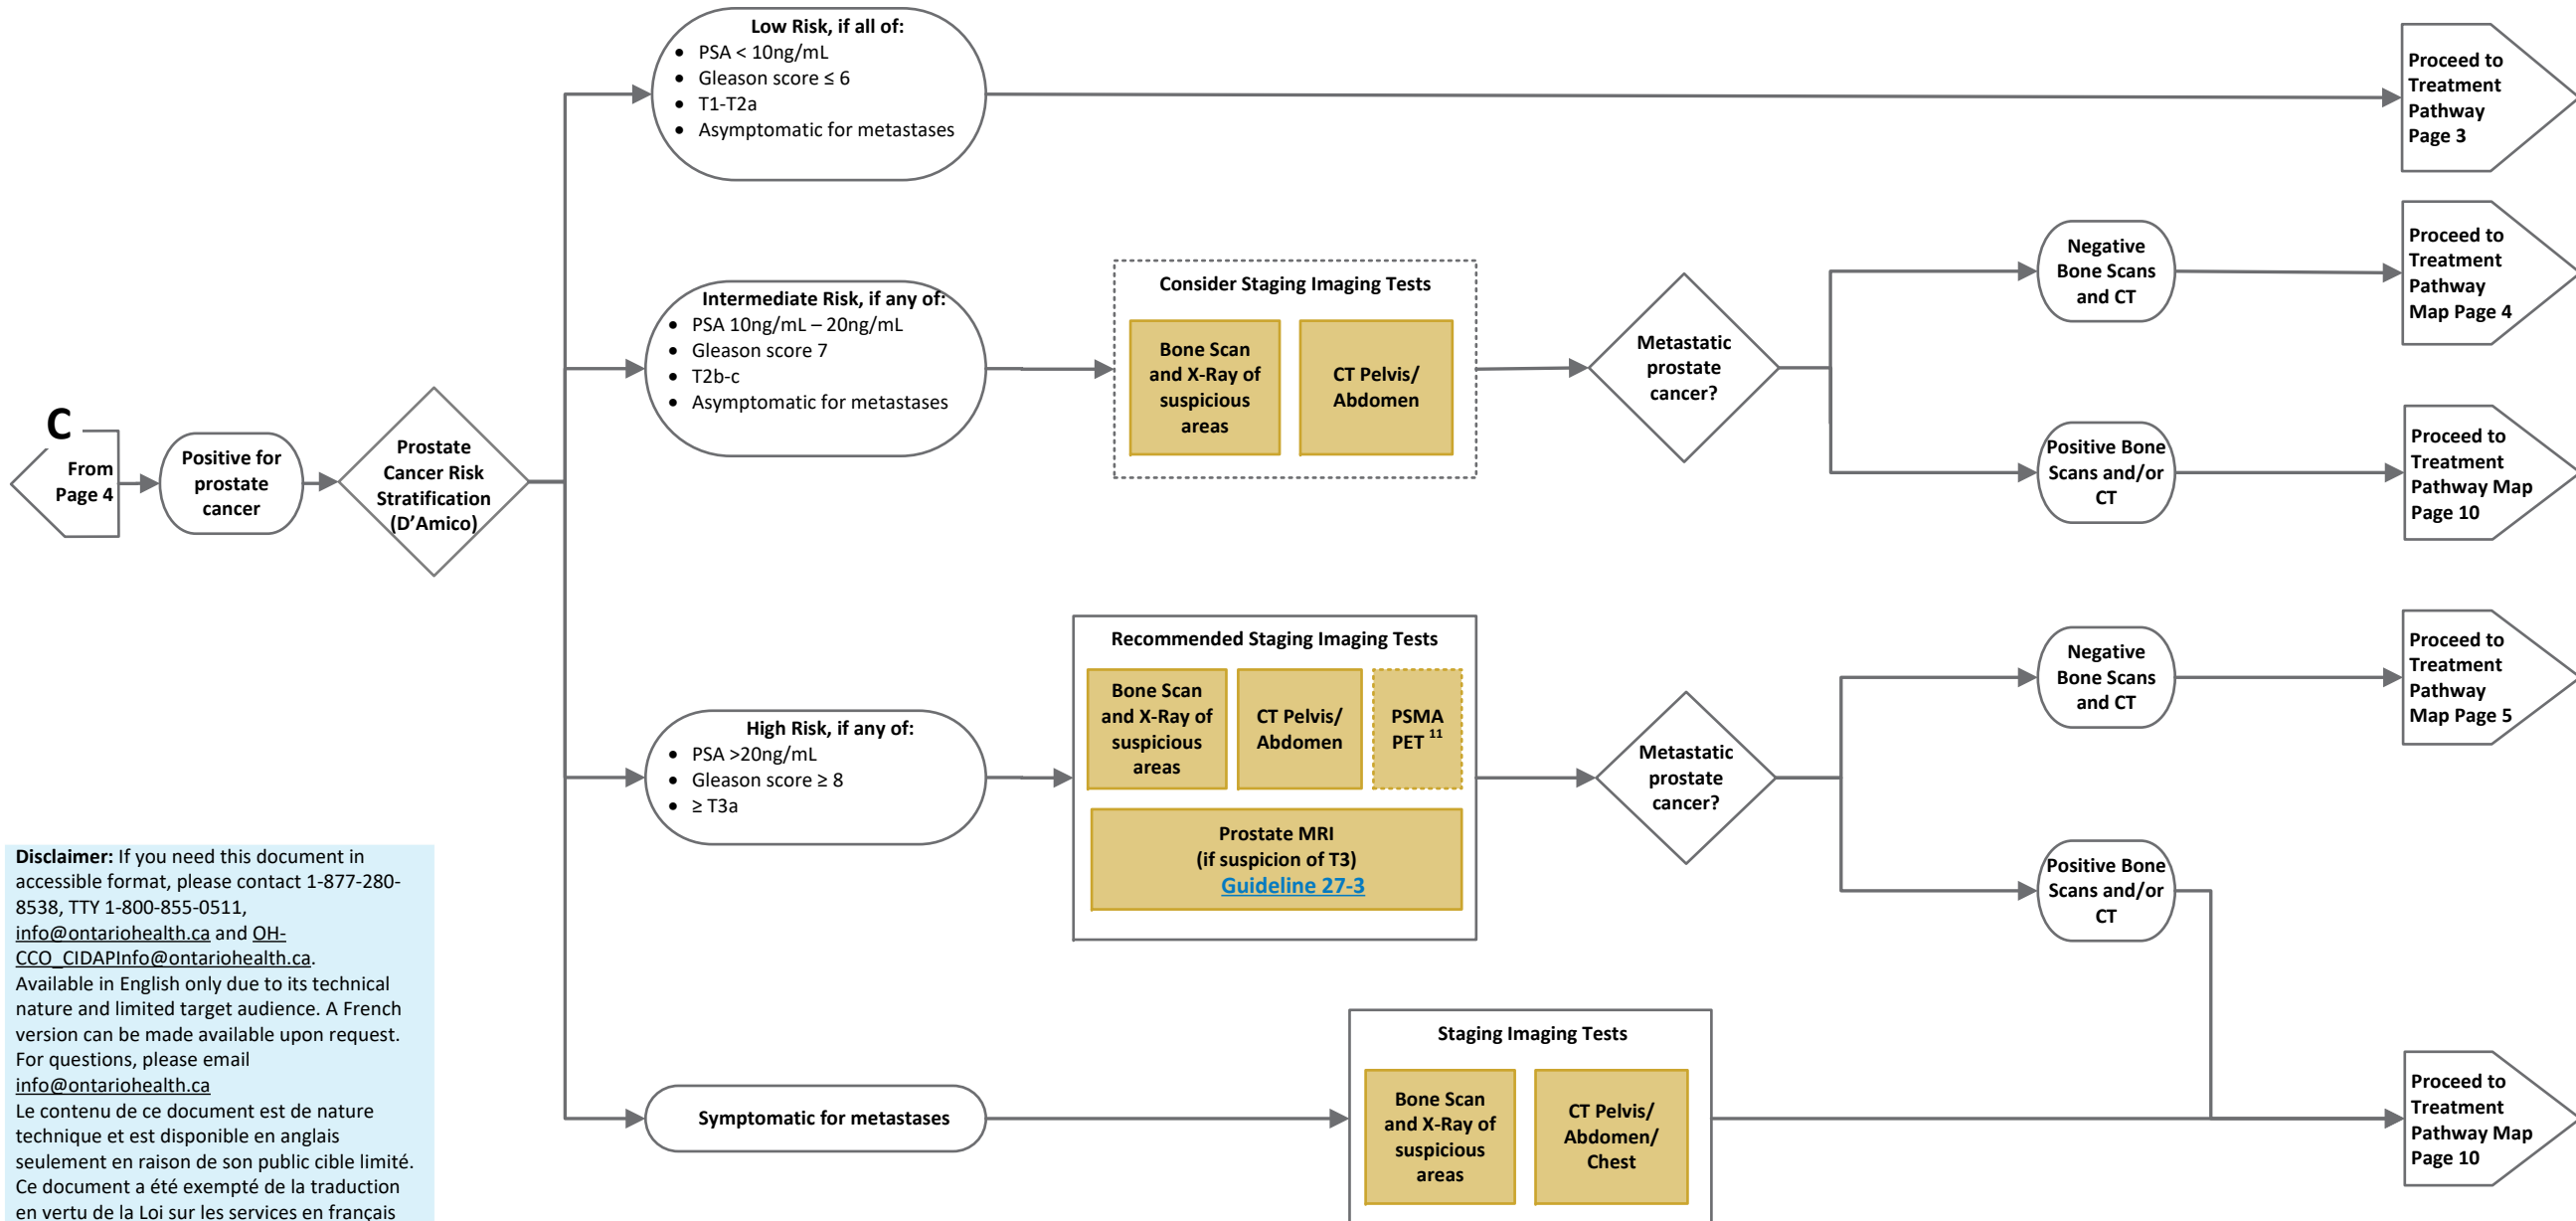 C
From
Page 4
Positive for
prostate
cancer
Prostate
Cancer Risk
Stratification
(D’Amico)
Low Risk, if all of:
• PSA < 10ng/mL
• Gleason score ≤ 6
• T1-T2a
• Asymptomatic for metastases
Proceed to
Treatment
Pathway
Page 3
Intermediate Risk, if any of:
• PSA 10ng/mL – 20ng/mL
• Gleason score 7
• T2b-c
• Asymptomatic for metastases
Consider Staging Imaging Tests
Bone Scan
and X-Ray of
suspicious
areas
CT Pelvis/
Abdomen
Metastatic
prostate
cancer?
Negative
Bone Scans
and CT
Proceed to
Treatment
Pathway
Map Page 4
Positive Bone
Scans and/or
CT
Proceed to
Treatment
Pathway Map
Page 10
High Risk, if any of:
• PSA >20ng/mL
• Gleason score ≥ 8
• ≥ T3a
Recommended Staging Imaging Tests
Bone Scan
and X-Ray of
suspicious
areas
CT Pelvis/
Abdomen
PSMA
PET 11
Prostate MRI
(if suspicion of T3)
Guideline 27-3
Metastatic
prostate
cancer?
Negative
Bone Scans
and CT
Proceed to
Treatment
Pathway
Map Page 5
Positive Bone
Scans and/or
CT
Symptomatic for metastases
Staging Imaging Tests
Bone Scan
and X-Ray of
suspicious
areas
CT Pelvis/
Abdomen/
Chest
Proceed to
Treatment
Pathway Map
Page 10
Disclaimer: If you need this document in
accessible format, please contact 1-877-280-
8538, TTY 1-800-855-0511,
info@ontariohealth.ca and OH-
CCO_CIDAPInfo@ontariohealth.ca.
Available in English only due to its technical
nature and limited target audience. A French
version can be made available upon request.
For questions, please email
info@ontariohealth.ca
Le contenu de ce document est de nature
technique et est disponible en anglais
seulement en raison de son public cible limité.
Ce document a été exempté de la traduction
en vertu de la Loi sur les services en français